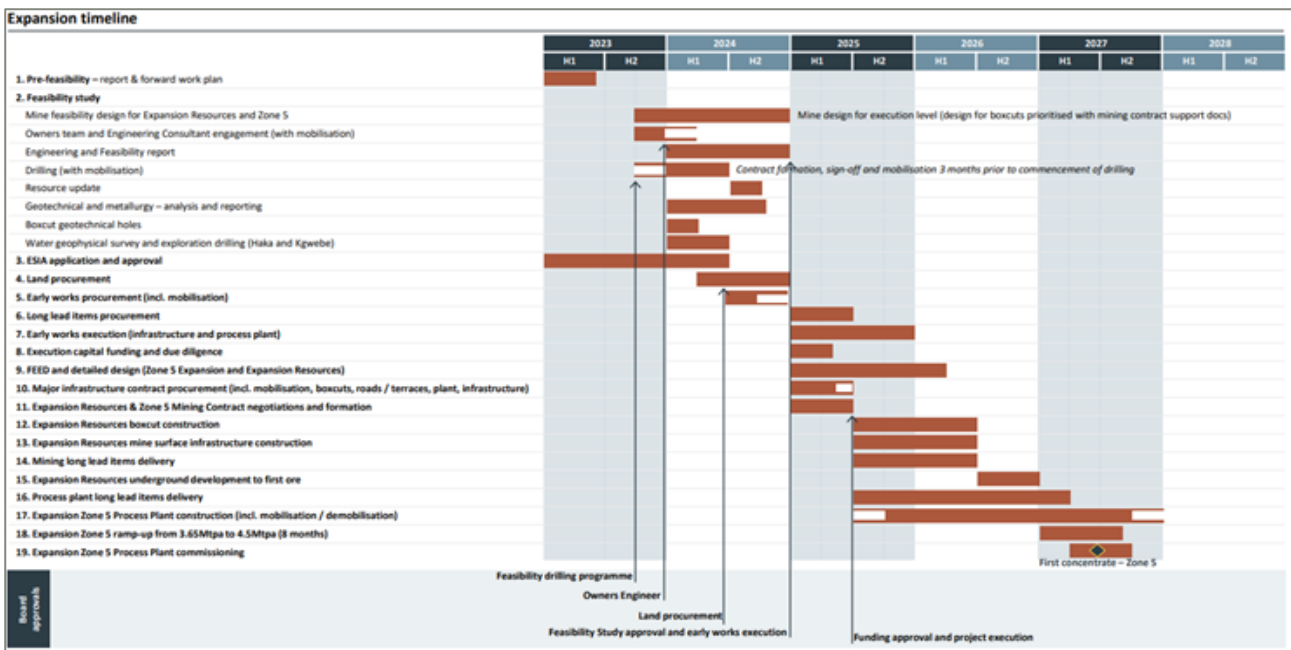 Expansion timeline
2023 2024 2025 2026 2027 2028
H1 H2 H1 H2 H1 H2 H1 H2 H1 H2 H1 H2
1. Pre-feasibility – report & forward work plan
2. Feasibility study
Mine feasibility design for Expansion Resources and Zone 5 Mine design for execution level (design for boxcuts prioritised with mining contract support docs)
Owners team and Engineering Consultant engagement (with mobilisation)
Engineering and Feasibility report
Drilling (with mobilisation) Contract formation, sign-off and mobilisation 3 months prior to commencement of drilling
Resource update
Geotechnical and metallurgy – analysis and reporting
Boxcut geotechnical holes
Water geophysical survey and exploration drilling (Haka and Kgwebe)
3. ESIA application and approval
4. Land procurement
5. Early works procurement (incl. mobilisation)
6. Long lead items procurement
7. Early works execution (infrastructure and process plant)
8. Execution capital funding and due diligence
9. FEED and detailed design (Zone 5 Expansion and Expansion Resources)
10. Major infrastructure contract procurement (incl. mobilisation, boxcuts, roads / terraces, plant, infrastructure)
11. Expansion Resources & Zone 5 Mining Contract negotiations and formation
12. Expansion Resources boxcut construction
13. Expansion Resources mine surface infrastructure construction
14. Mining long lead items delivery
15. Expansion Resources underground development to first ore
16. Process plant long lead items delivery
17. Expansion Zone 5 Process Plant construction (incl. mobilisation / demobilisation)
18. Expansion Zone 5 ramp-up from 3.65Mtpa to 4.5Mtpa (8 months)
19. Expansion Zone 5 Process Plant commissioning
First concentrate – Zone 5
Board
approvals
Feasibility drilling programme
Owners Engineer
Land procurement
Feasibility Study approval and early works execution
Funding approval and project execution